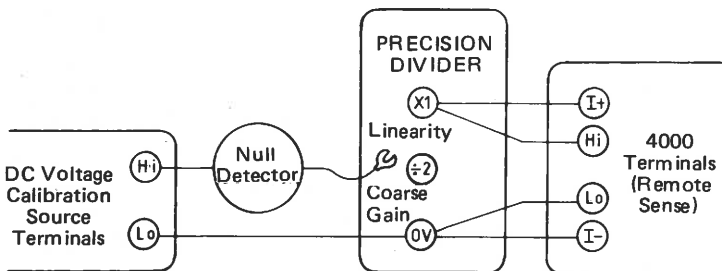 PRECISION
DIVIDER
X1
Linearity
÷2
Coarse
Gain
OV
DC Voltage
Calibration
Source
Terminals
Hi
Lo
Null
Detector
I+
Hi
Lo
I-
4000
Terminals
(Remote
Sense)